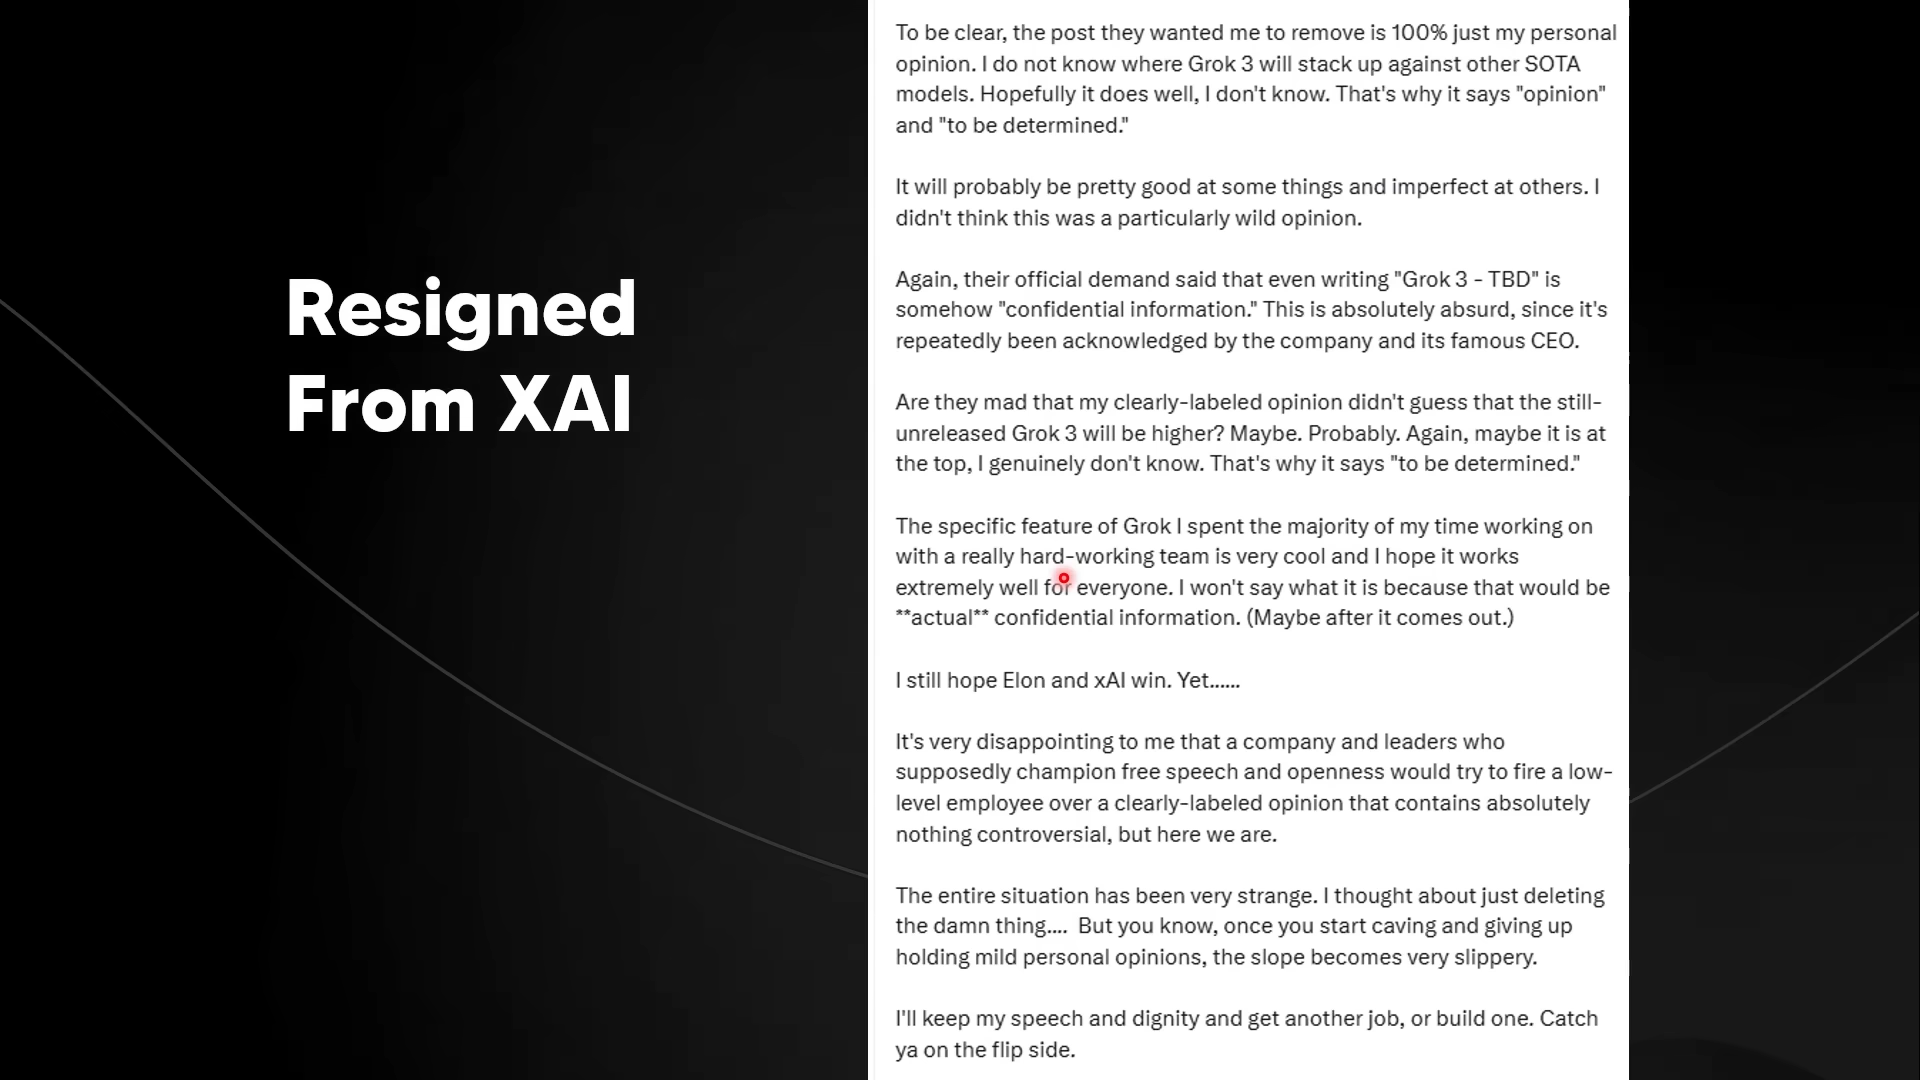 Resigned
From XAI
To be clear, the post they wanted me to remove is 100% just my personal
opinion. I do not know where Grok 3 will stack up against other SOTA
models. Hopefully it does well, I don't know. That's why it says "opinion"
and "to be determined."
It will probably be pretty good at some things and imperfect at others. I
didn't think this was a particularly wild opinion.
Again, their official demand said that even writing "Grok 3 - TBD" is
somehow "confidential information." This is absolutely absurd, since it's
repeatedly been acknowledged by the company and its famous CEO.
Are they mad that my clearly-labeled opinion didn't guess that the still-
unreleased Grok 3 will be higher? Maybe. Probably. Again, maybe it is at
the top, I genuinely don't know. That's why it says "to be determined."
The specific feature of Grok I spent the majority of my time working on
with a really hard-working team is very cool and I hope it works
extremely well for everyone. I won't say what it is because that would be
**actual** confidential information. (Maybe after it comes out.)
I still hope Elon and xAI win. Yet......
It's very disappointing to me that a company and leaders who
supposedly champion free speech and openness would try to fire a low-
level employee over a clearly-labeled opinion that contains absolutely
nothing controversial, but here we are.
The entire situation has been very strange. I thought about just deleting
the damn thing....  But you know, once you start caving and giving up
holding mild personal opinions, the slope becomes very slippery.
I'll keep my speech and dignity and get another job, or build one. Catch
ya on the flip side.